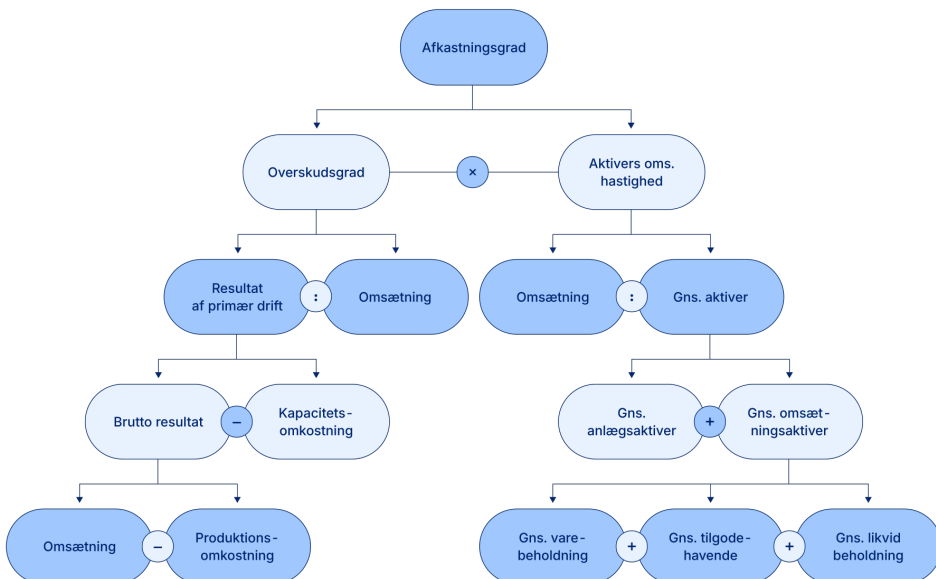 Afkastningsgrad
Overskudsgrad
×
Aktivers oms.
hastighed
Resultat
af primær drift
:
Omsætning
Omsætning
:
Gns. aktiver
Brutto resultat
–
Kapacitets-
omkostning
Gns.
anlægsaktiver
+
Gns. omsæt-
ningsaktiver
Omsætning
–
Produktions-
omkostning
Gns. vare-
beholdning
+
Gns. tilgode-
havende
+
Gns. likvid
beholdning